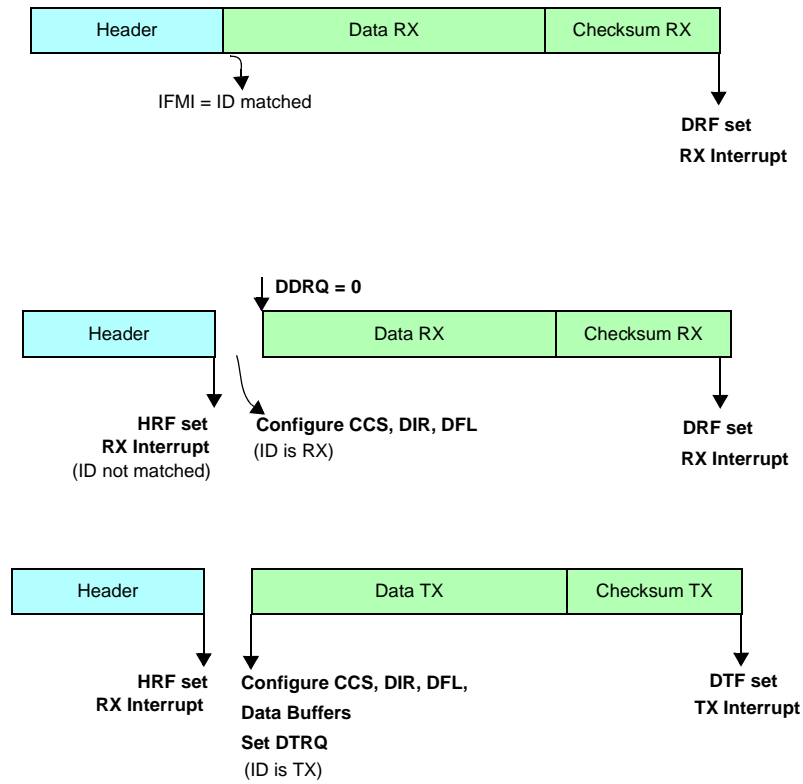 Header
Data RX
Checksum RX
IFMI = ID matched
DRF set
RX Interrupt
DDRQ = 0
Header
Data RX
Checksum RX
HRF set
RX Interrupt
(ID not matched)
Configure CCS, DIR, DFL
(ID is RX)
DRF set
RX Interrupt
Header
Data TX
Checksum TX
HRF set
RX Interrupt
Configure CCS, DIR, DFL,
Data Buffers
Set DTRQ
(ID is TX)
DTF set
TX Interrupt